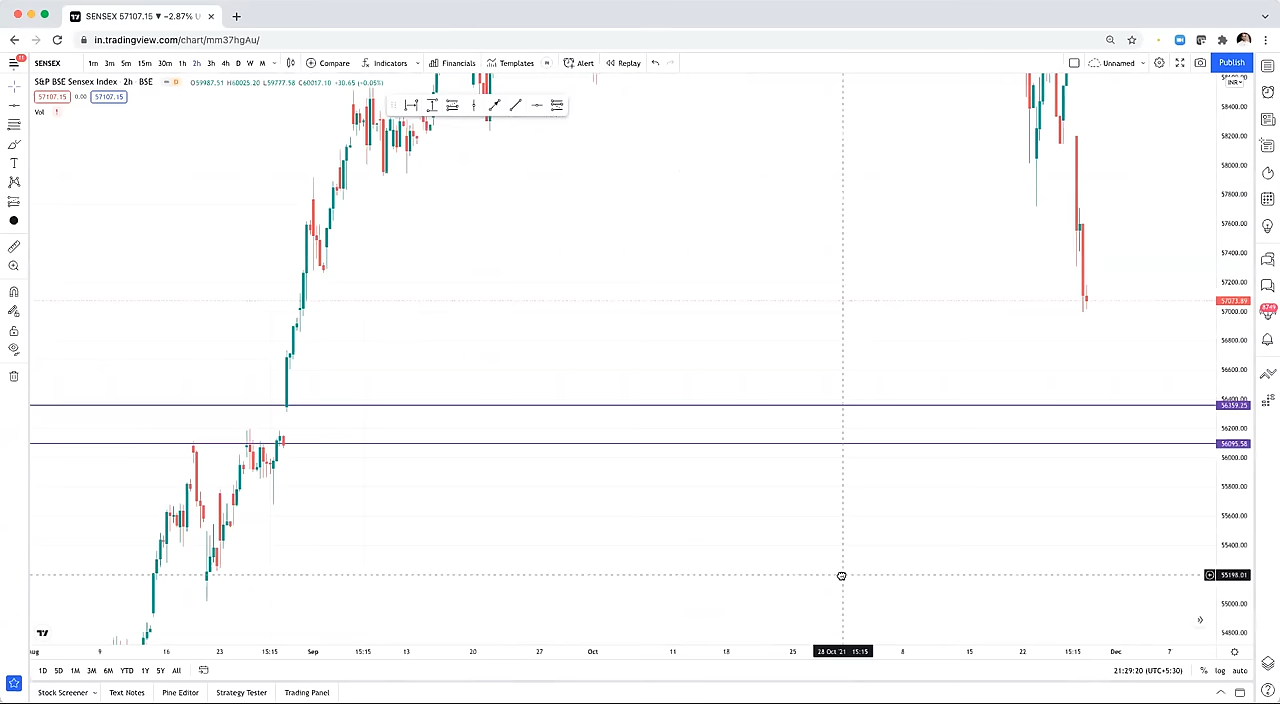 SENSEX 57107.15 ▼ −2.87% U
in.tradingview.com/chart/mm37hgAu/
11
SENSEX 1m 3m 5m 15m 30m 1h 2h 3h 4h D W M Compare Indicators Financials Templates M Alert Replay Unnamed Publish
S&P BSE Sensex Index 2h BSE D O59987.51 H60025.20 L59777.58 C60017.10 +30.65 (+0.05%)
57107.15 0.00 57107.15
Vol !
INR
58400.00
58200.00
58000.00
57800.00
57600.00
57400.00
57200.00
57073.89
57000.00
56800.00
56600.00
56359.25
56200.00
56095.58
56000.00
55800.00
55600.00
55400.00
55198.01
55000.00
54800.00
8749
Aug 9 16 23 15:15 Sep 15:15 13 20 27 Oct 11 18 25 28 Oct '21 15:15 8 15 22 15:15 Dec 7
1D 5D 1M 3M 6M YTD 1Y 5Y All 21:29:20 (UTC+5:30) % log auto
Stock Screener Text Notes Pine Editor Strategy Tester Trading Panel